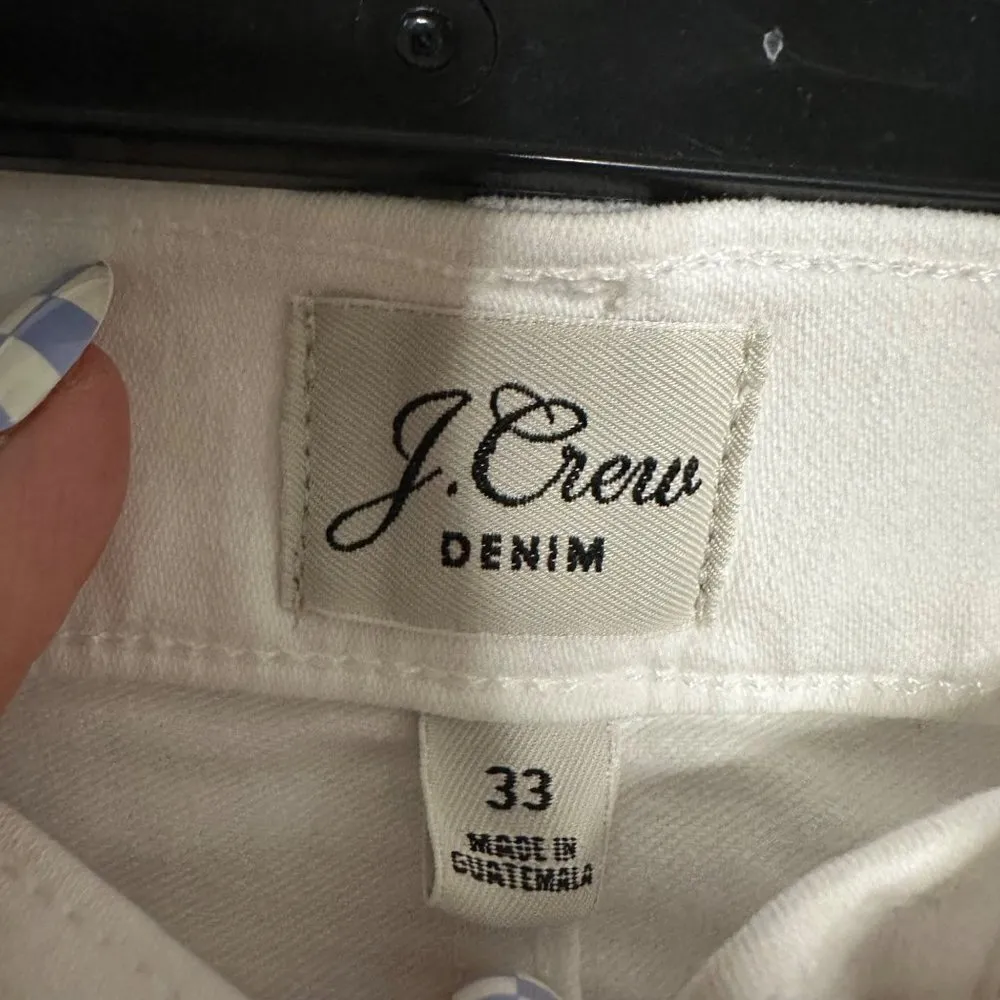 J.Crew
DENIM
33
MADE IN
GUATEMALA